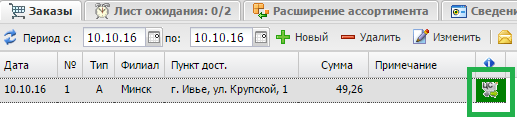 Заказы Лист ожидания: 0/2 Расширение ассортимента Сведени
Период с: 10.10.16 по: 10.10.16 Новый Удалить Изменить
Дата № Тип Филиал Пункт дост. Сумма Примечание
10.10.16 1 А Минск г. Ивье, ул. Крупской, 1 49,26